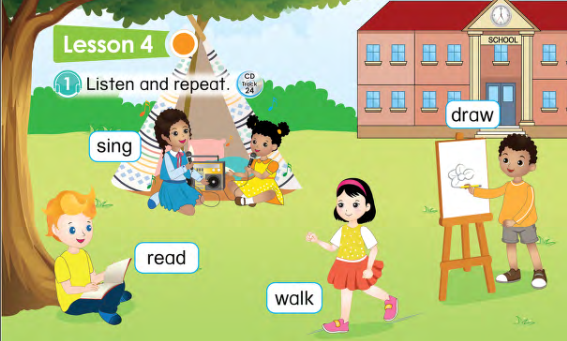 Lesson 4
SCHOOL
1 Listen and repeat.
CD
Track
24
draw
sing
read
walk